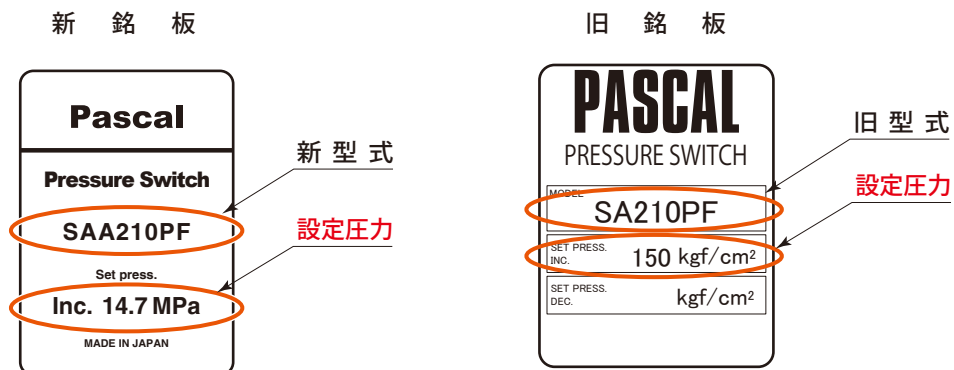 新銘板
Pascal
Pressure Switch
SAA210PF
Set press.
Inc. 14.7 MPa
MADE IN JAPAN
新型式
設定圧力
旧銘板
PASCAL
PRESSURE SWITCH
MODEL
SA210PF
SET PRESS.
INC.
150 kgf/cm²
SET PRESS.
DEC.
kgf/cm²
旧型式
設定圧力